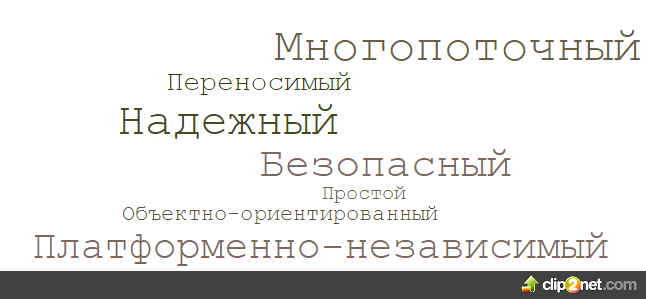 Многопоточный
Переносимый
Надежный
Безопасный
Простой
Объектно-ориентированный
Платформенно-независимый
clip2net.com